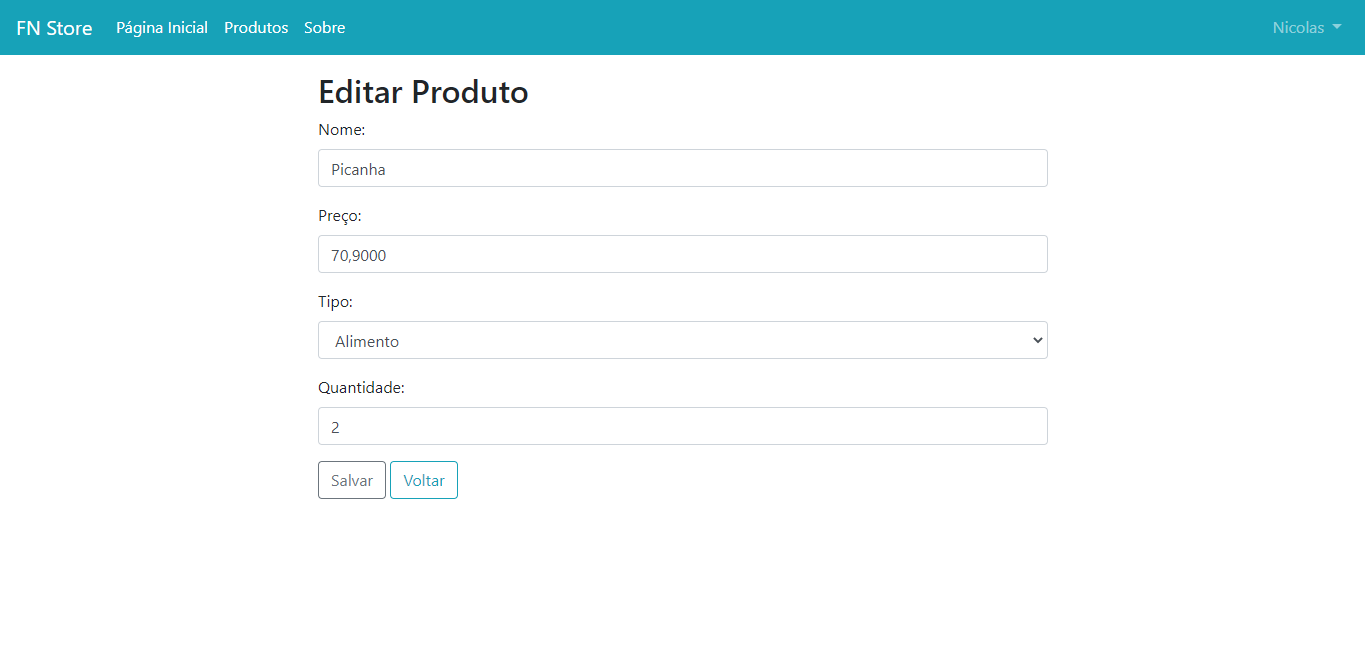 FN Store Página Inicial Produtos Sobre Nicolas
Editar Produto
Nome:
Picanha
Preço:
70,9000
Tipo:
Alimento
Quantidade:
2
Salvar Voltar